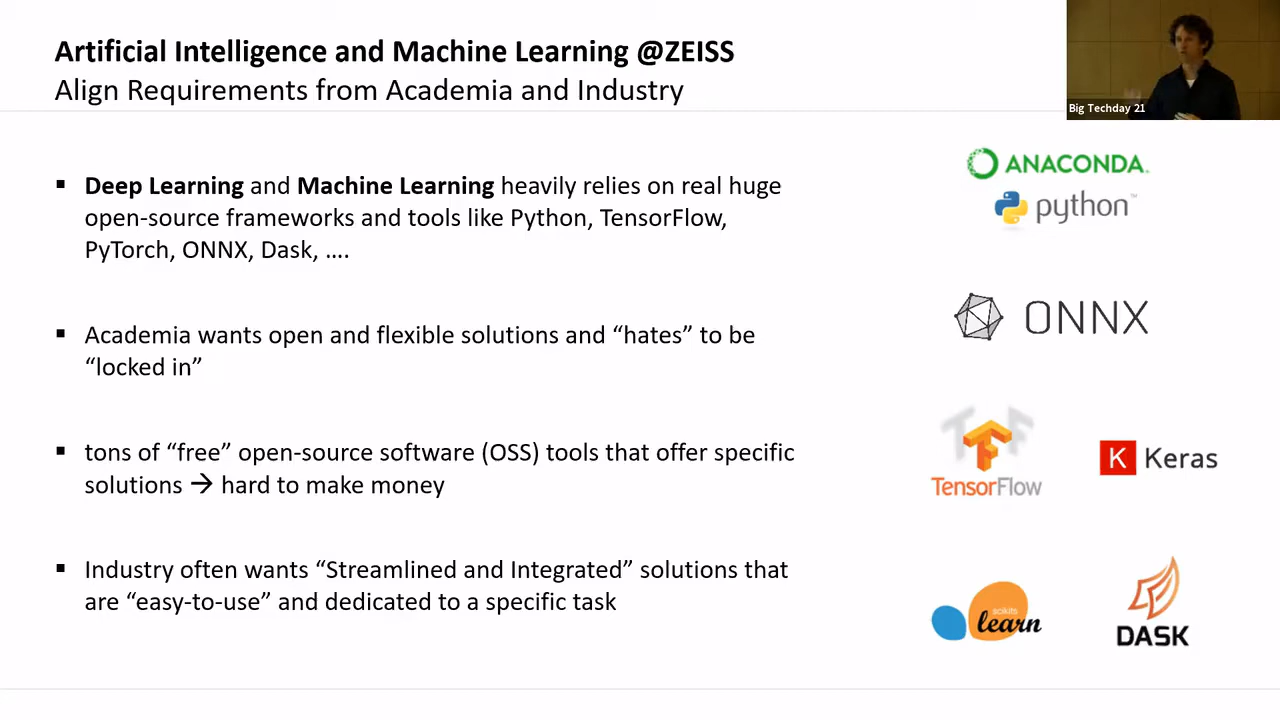 Artificial Intelligence and Machine Learning @ZEISS
Align Requirements from Academia and Industry
Big Techday 21
▪ Deep Learning and Machine Learning heavily relies on real huge
open-source frameworks and tools like Python, TensorFlow,
PyTorch, ONNX, Dask, ....
▪ Academia wants open and flexible solutions and “hates” to be
“locked in”
▪ tons of “free” open-source software (OSS) tools that offer specific
solutions → hard to make money
▪ Industry often wants “Streamlined and Integrated” solutions that
are “easy-to-use” and dedicated to a specific task
ANACONDA.
python™
ONNX
TensorFlow
K Keras
scikits
learn
DASK